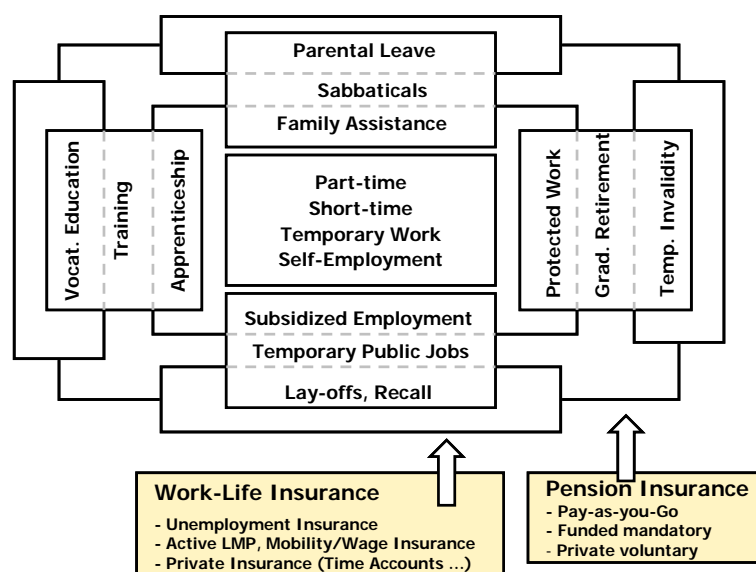 Parental Leave
Sabbaticals
Family Assistance
Vocat. Education
Training
Apprenticeship
Part-time
Short-time
Temporary Work
Self-Employment
Protected Work
Grad. Retirement
Temp. Invalidity
Subsidized Employment
Temporary Public Jobs
Lay-offs, Recall
Work-Life Insurance
- Unemployment Insurance
- Active LMP, Mobility/Wage Insurance
- Private Insurance (Time Accounts ...)
Pension Insurance
- Pay-as-you-Go
- Funded mandatory
- Private voluntary